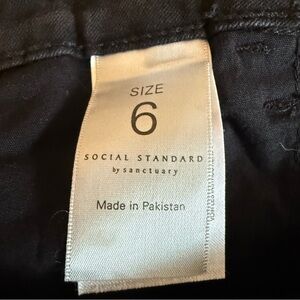 SIZE
6
SOCIAL STANDARD
by sanctuary
Made in Pakistan